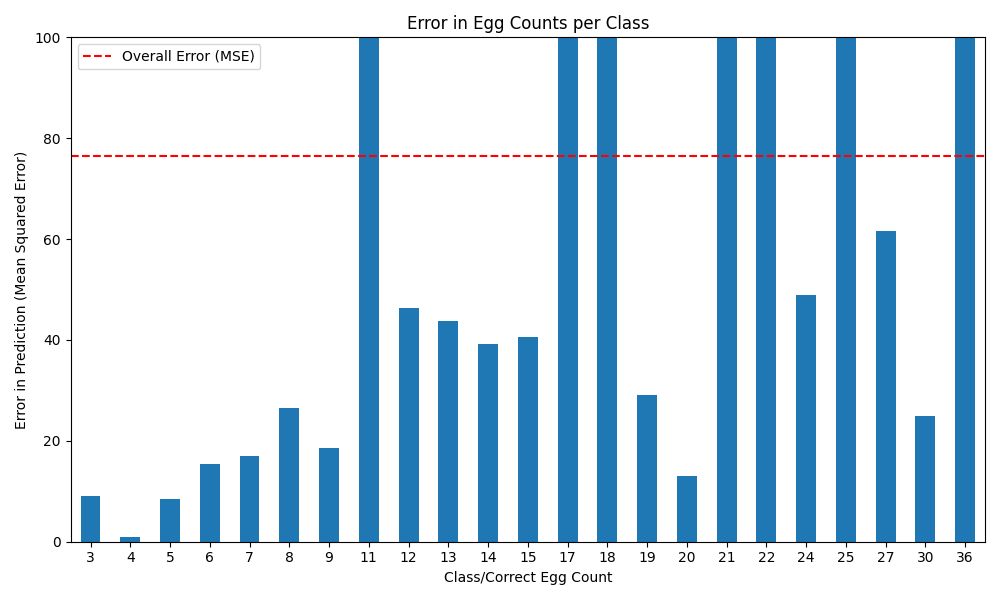 Error in Egg Counts per Class
Overall Error (MSE)
Error in Prediction (Mean Squared Error)
100
80
60
40
20
0
3 4 5 6 7 8 9 11 12 13 14 15 17 18 19 20 21 22 24 25 27 30 36
Class/Correct Egg Count